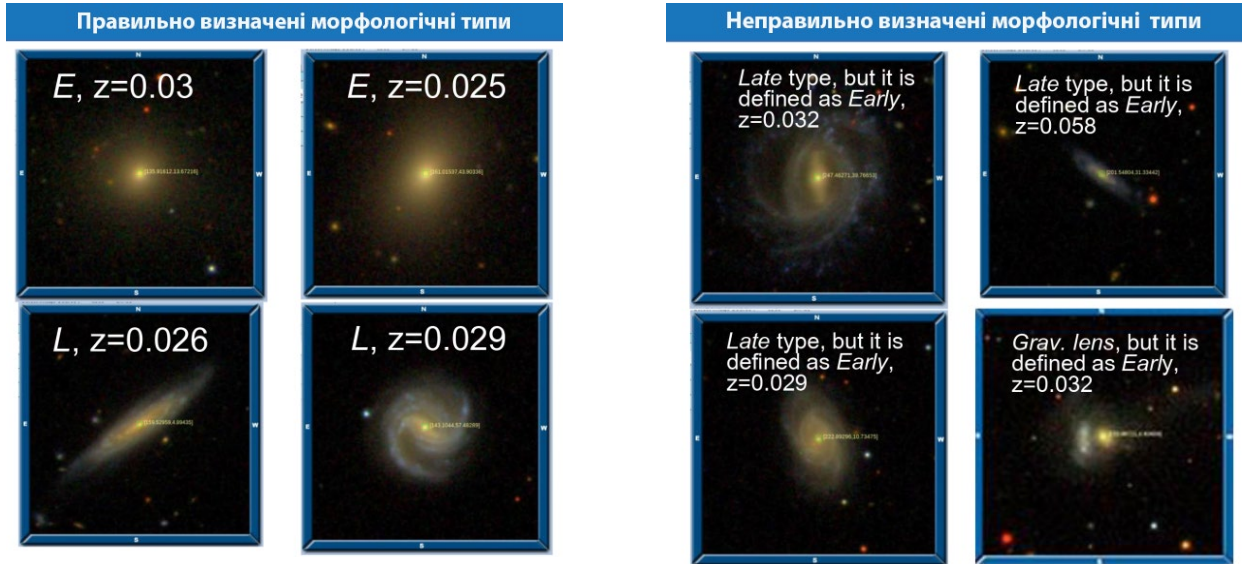 Правильно визначені морфологічні типи
E, z=0.03
E, z=0.025
L, z=0.026
L, z=0.029
Неправильно визначені морфологічні типи
Late type, but it is
defined as Early,
z=0.032
Late type, but it is
defined as Early,
z=0.058
Late type, but it is
defined as Early,
z=0.029
Grav. lens, but it is
defined as Early,
z=0.032
N
E
W
S